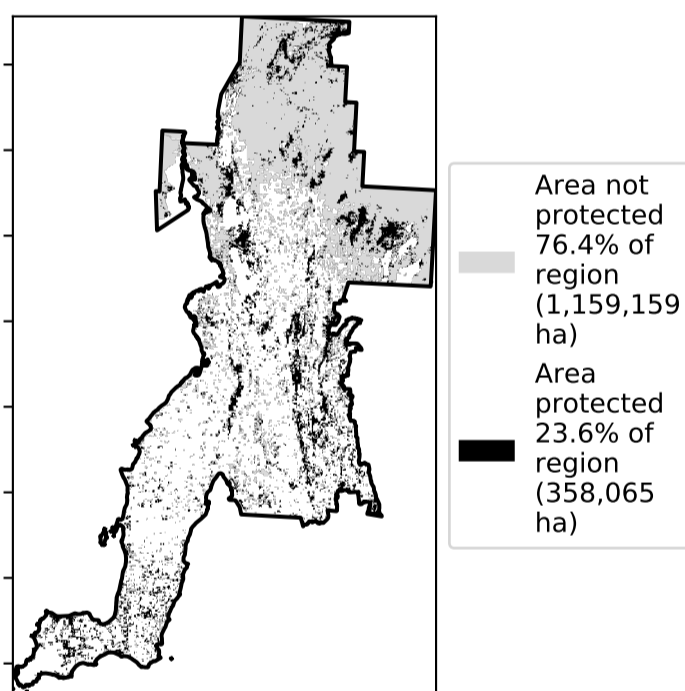 Area not
protected
76.4% of
region
(1,159,159
ha)
Area
protected
23.6% of
region
(358,065
ha)